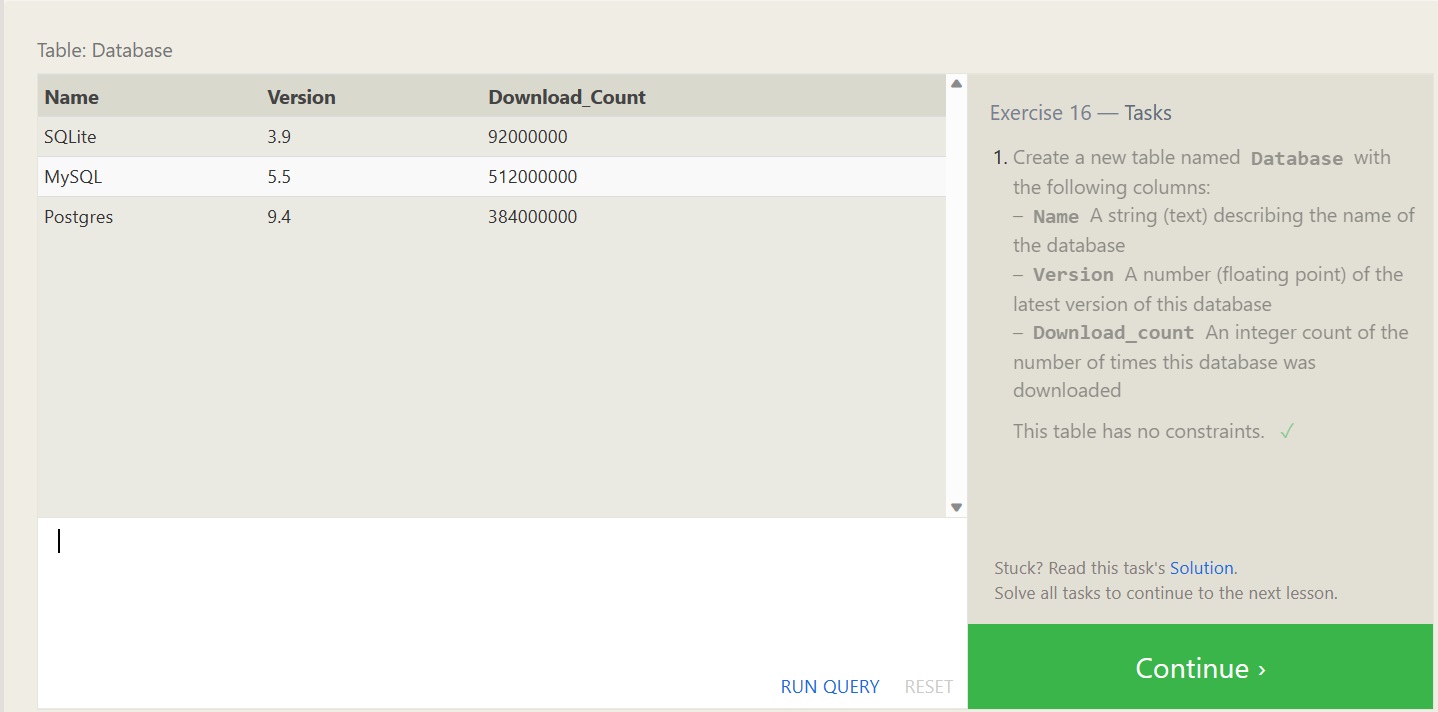 Table: Database
Name Version Download_Count
SQLite 3.9 92000000
MySQL 5.5 512000000
Postgres 9.4 384000000
RUN QUERY RESET
Exercise 16 — Tasks
1. Create a new table named Database with
the following columns:
– Name A string (text) describing the name of
the database
– Version A number (floating point) of the
latest version of this database
– Download_count An integer count of the
number of times this database was
downloaded
This table has no constraints. ✓
Stuck? Read this task's Solution.
Solve all tasks to continue to the next lesson.
Continue ›